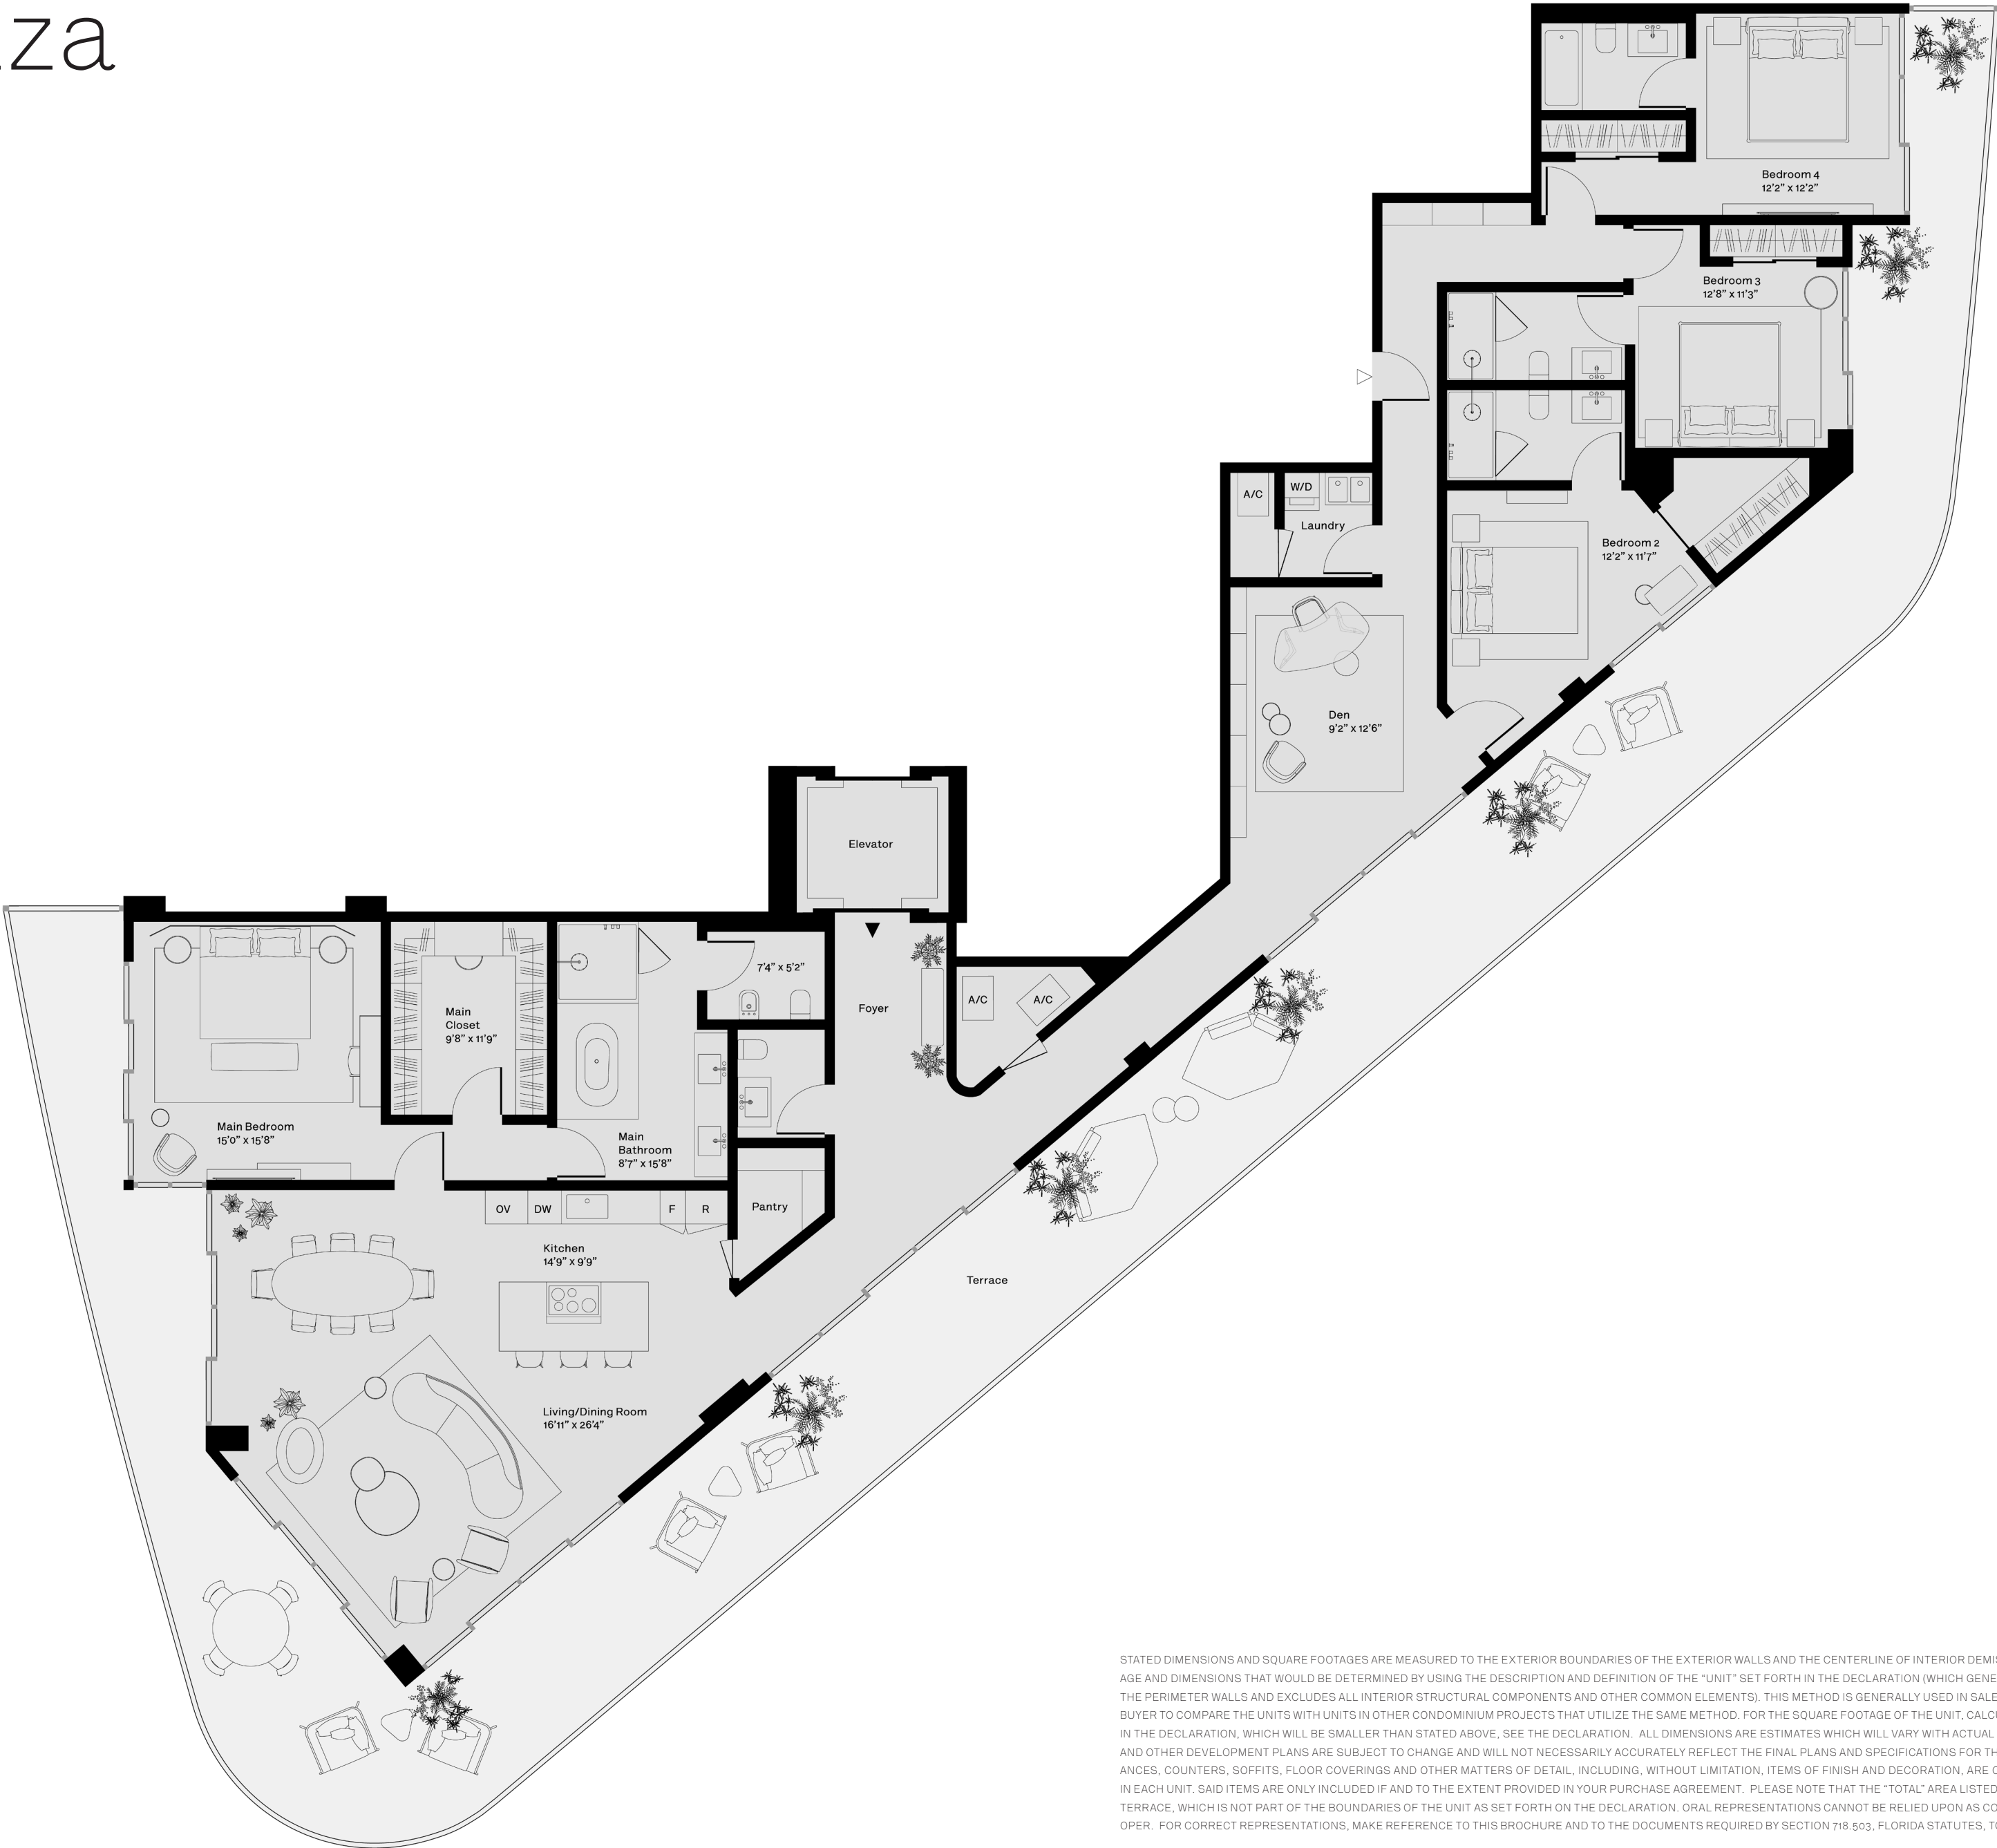 aza
Bedroom 4
12'2" x 12'2"
Bedroom 3
12'8" x 11'3"
A/C
W/D
Laundry
Bedroom 2
12'2" x 11'7"
Den
9'2" x 12'6"
Elevator
7'4" x 5'2"
Foyer
A/C
A/C
Main
Closet
9'8" x 11'9"
Main Bedroom
15'0" x 15'8"
Main
Bathroom
8'7" x 15'8"
Pantry
OV
DW
F
R
Kitchen
14'9" x 9'9"
Terrace
Living/Dining Room
16'11" x 26'4"
STATED DIMENSIONS AND SQUARE FOOTAGES ARE MEASURED TO THE EXTERIOR BOUNDARIES OF THE EXTERIOR WALLS AND THE CENTERLINE OF INTERIOR DEMIS
AGE AND DIMENSIONS THAT WOULD BE DETERMINED BY USING THE DESCRIPTION AND DEFINITION OF THE “UNIT” SET FORTH IN THE DECLARATION (WHICH GENE
THE PERIMETER WALLS AND EXCLUDES ALL INTERIOR STRUCTURAL COMPONENTS AND OTHER COMMON ELEMENTS). THIS METHOD IS GENERALLY USED IN SALE
BUYER TO COMPARE THE UNITS WITH UNITS IN OTHER CONDOMINIUM PROJECTS THAT UTILIZE THE SAME METHOD. FOR THE SQUARE FOOTAGE OF THE UNIT, CALCU
IN THE DECLARATION, WHICH WILL BE SMALLER THAN STATED ABOVE, SEE THE DECLARATION. ALL DIMENSIONS ARE ESTIMATES WHICH WILL VARY WITH ACTUAL
AND OTHER DEVELOPMENT PLANS ARE SUBJECT TO CHANGE AND WILL NOT NECESSARILY ACCURATELY REFLECT THE FINAL PLANS AND SPECIFICATIONS FOR TH
ANCES, COUNTERS, SOFFITS, FLOOR COVERINGS AND OTHER MATTERS OF DETAIL, INCLUDING, WITHOUT LIMITATION, ITEMS OF FINISH AND DECORATION, ARE C
IN EACH UNIT. SAID ITEMS ARE ONLY INCLUDED IF AND TO THE EXTENT PROVIDED IN YOUR PURCHASE AGREEMENT. PLEASE NOTE THAT THE “TOTAL” AREA LISTED
TERRACE, WHICH IS NOT PART OF THE BOUNDARIES OF THE UNIT AS SET FORTH ON THE DECLARATION. ORAL REPRESENTATIONS CANNOT BE RELIED UPON AS CO
OPER. FOR CORRECT REPRESENTATIONS, MAKE REFERENCE TO THIS BROCHURE AND TO THE DOCUMENTS REQUIRED BY SECTION 718.503, FLORIDA STATUTES, TO